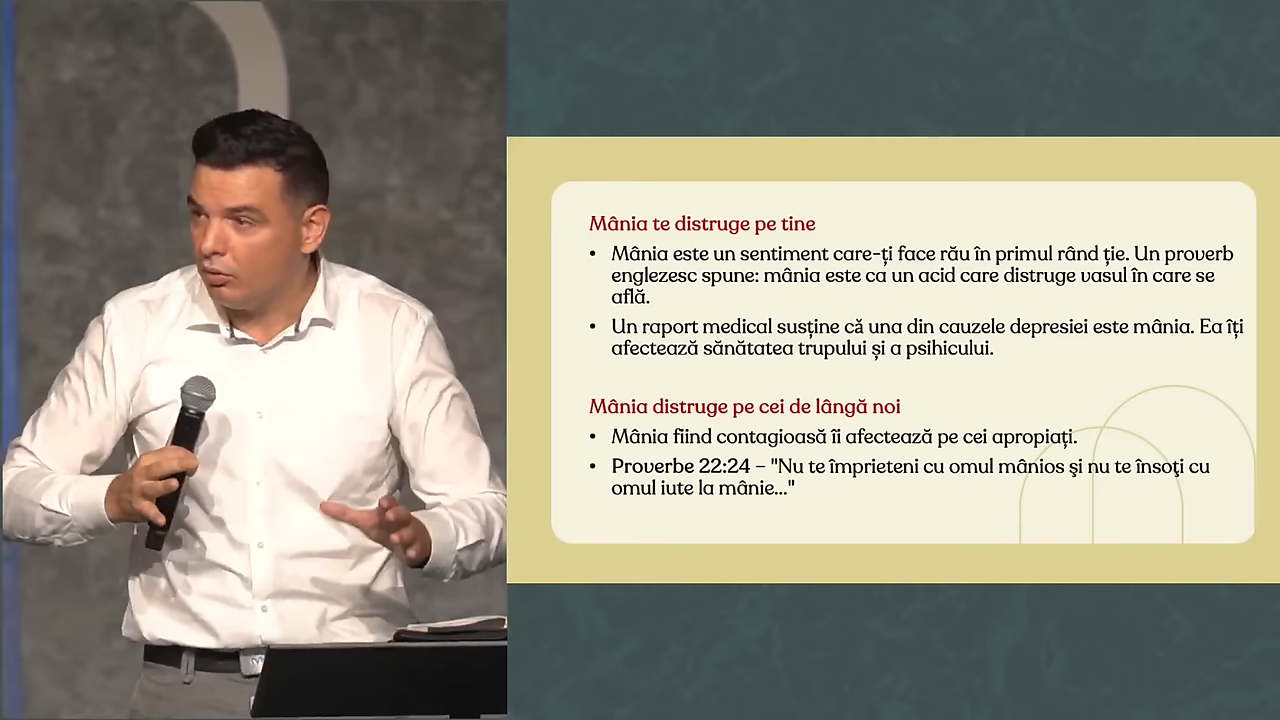 Mânia te distruge pe tine
• Mânia este un sentiment care-ți face rău în primul rând ție. Un proverb
englezesc spune: mânia este ca un acid care distruge vasul în care se
află.
• Un raport medical susține că una din cauzele depresiei este mânia. Ea îți
afectează sănătatea trupului și a psihicului.
Mânia distruge pe cei de lângă noi
• Mânia fiind contagioasă îi afectează pe cei apropiați.
• Proverbe 22:24 – "Nu te împrieteni cu omul mânios şi nu te însoţi cu
omul iute la mânie..."